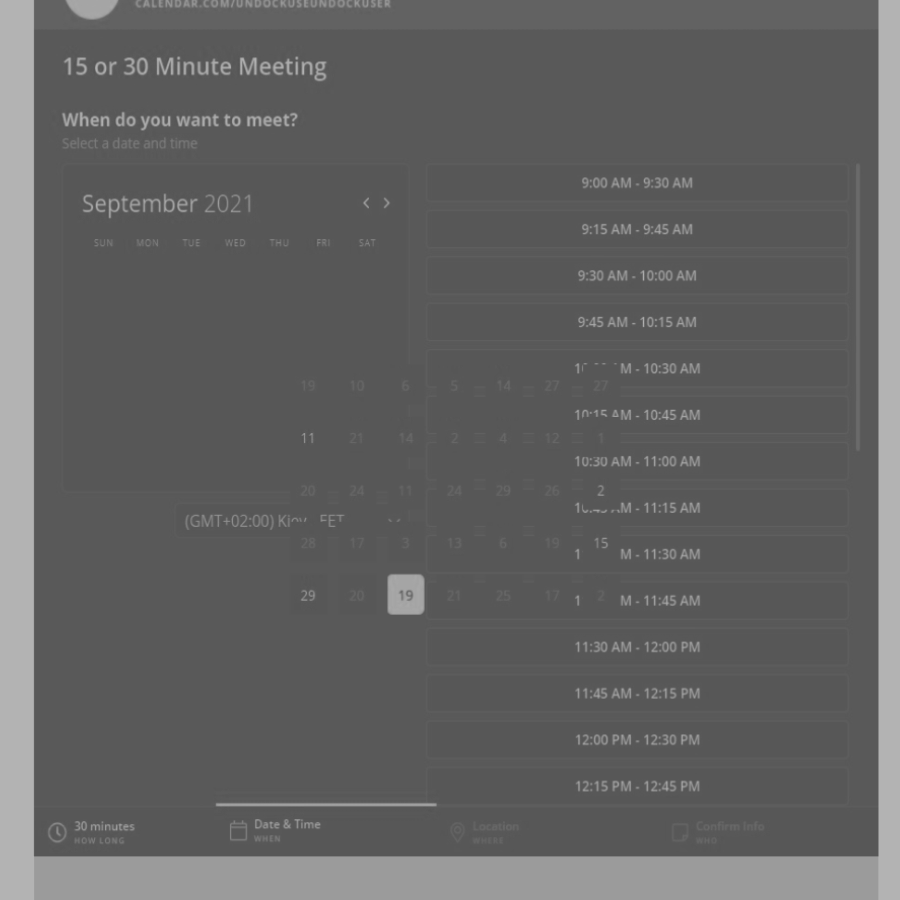 CALENDAR.COM/UNDOCKUSEUNDOCKUSER
15 or 30 Minute Meeting
When do you want to meet?
Select a date and time
September 2021
SUN MON TUE WED THU FRI SAT
9:00 AM - 9:30 AM
9:15 AM - 9:45 AM
9:30 AM - 10:00 AM
9:45 AM - 10:15 AM
M - 10:30 AM
19 10 6 5 14 27 27
10:15 AM - 10:45 AM
11 21 14 2 4 12 1
10:30 AM - 11:00 AM
20 24 11 24 29 26 2
10:45 AM - 11:15 AM
(GMT+02:00) Kiev EET
28 17 3 13 6 19 15
1 M - 11:30 AM
29 20 19 21 25 17 2
1 M - 11:45 AM
11:30 AM - 12:00 PM
11:45 AM - 12:15 PM
12:00 PM - 12:30 PM
12:15 PM - 12:45 PM
30 minutes
HOW LONG
Date & Time
WHEN
Location
WHERE
Confirm Info
WHO